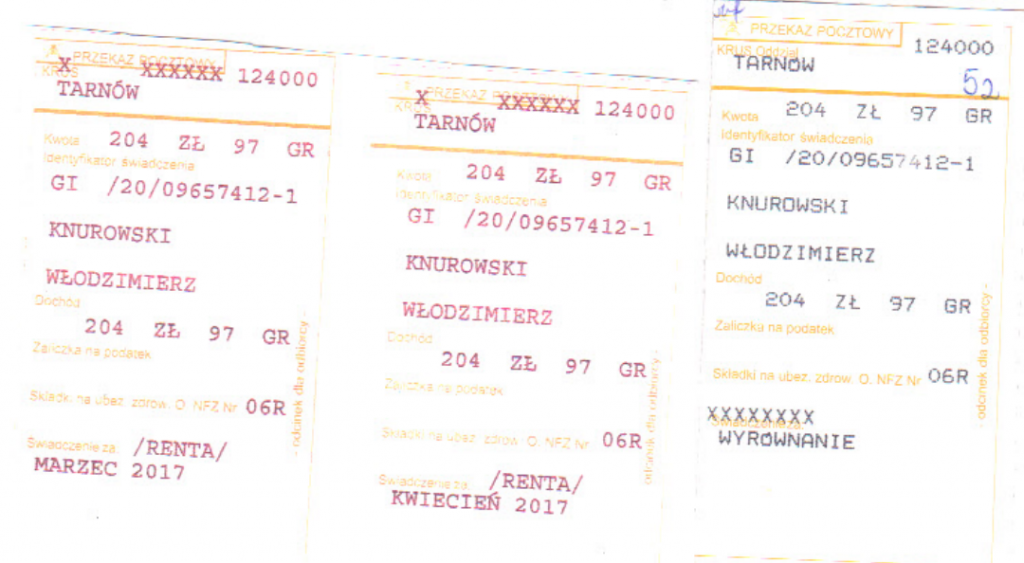 PRZEKAZ POCZTOWY
KRUS
X XXXXXX 124000
TARNÓW
Kwota 204 ZŁ 97 GR
Identyfikator świadczenia
GI /20/09657412-1
KNUROWSKI
WŁODZIMIERZ
Dochód
204 ZŁ 97 GR
Zaliczka na podatek
Składki na ubez. zdrow. O. NFZ Nr 06R
Świadczenie za: /RENTA/
MARZEC 2017
- odcinek dla odbiorcy -
PRZEKAZ POCZTOWY
KRUS
X XXXXXX 124000
TARNÓW
Kwota 204 ZŁ 97 GR
Identyfikator świadczenia
GI /20/09657412-1
KNUROWSKI
WŁODZIMIERZ
Dochód
204 ZŁ 97 GR
Zaliczka na podatek
Składki na ubez. zdrow. O. NFZ Nr 06R
Świadczenie za: /RENTA/
KWIECIEŃ 2017
odcinek dla odbiorcy -
PRZEKAZ POCZTOWY
124000
KRUS Oddział
TARNÓW
52
Kwota 204 ZŁ 97 GR
Identyfikator świadczenia
GI /20/09657412-1
KNUROWSKI
WŁODZIMIERZ
Dochód
204 ZŁ 97 GR
Zaliczka na podatek
Składki na ubez. zdrow. O. NFZ Nr 06R
XXXXXXXX
Świadczenie za:
WYRÓWNANIE
- odcinek dla odbiorcy -